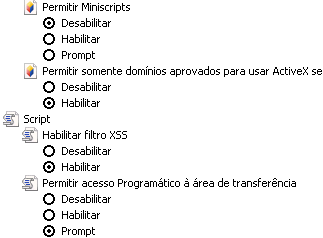 Permitir Miniscripts
Desabilitar
Habilitar
Prompt
Permitir somente domínios aprovados para usar ActiveX se
Desabilitar
Habilitar
Script
Habilitar filtro XSS
Desabilitar
Habilitar
Permitir acesso Programático à área de transferência
Desabilitar
Habilitar
Prompt